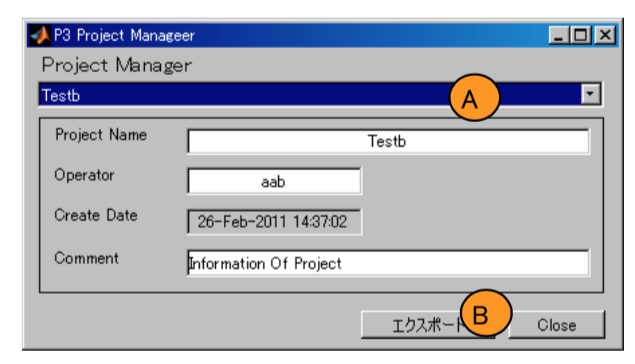 P3 Project Manageer
Project Manager
Testb
A
Project Name
Testb
Operator
aab
Create Date
26-Feb-2011 14:37:02
Comment
Information Of Project
エクスポート
B
Close